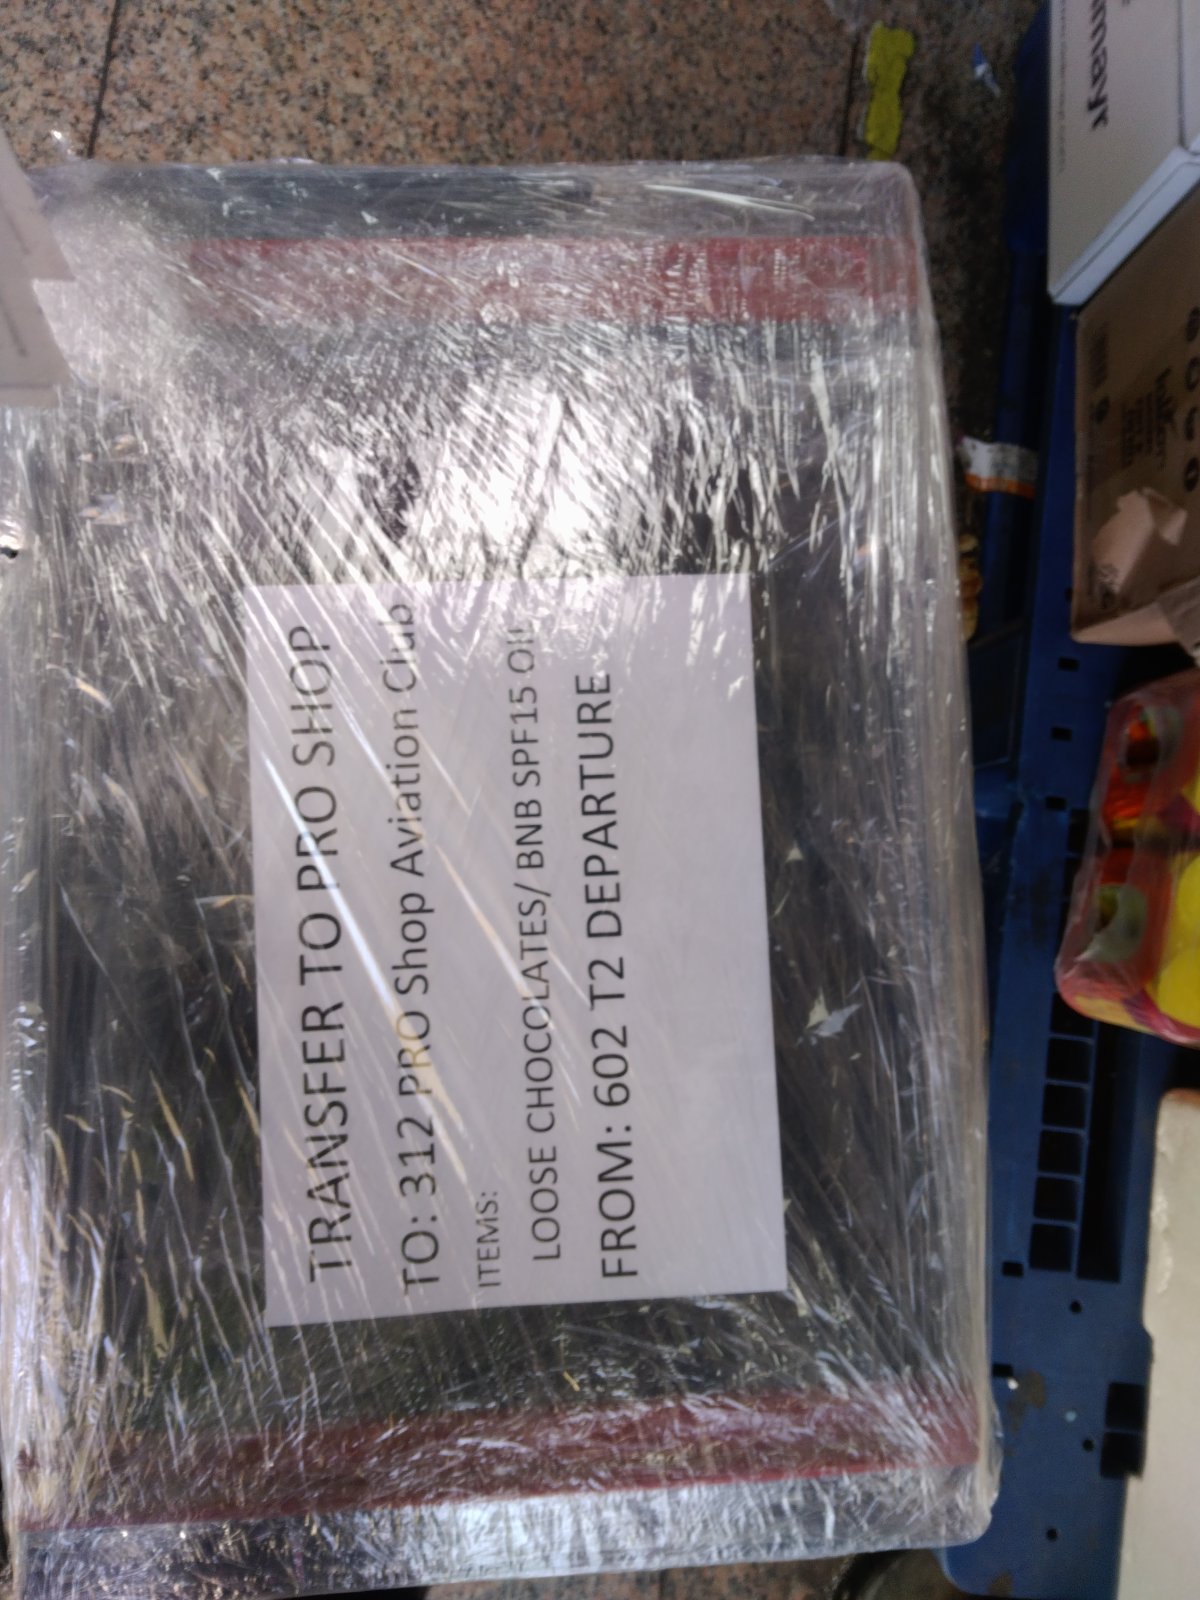 TRANSFER TO PRO SHOP
TO: 312 PRO Shop Aviation Club
ITEMS:
LOOSE CHOCOLATES/ BNB SPF15 OIL
FROM: 602 T2 DEPARTURE